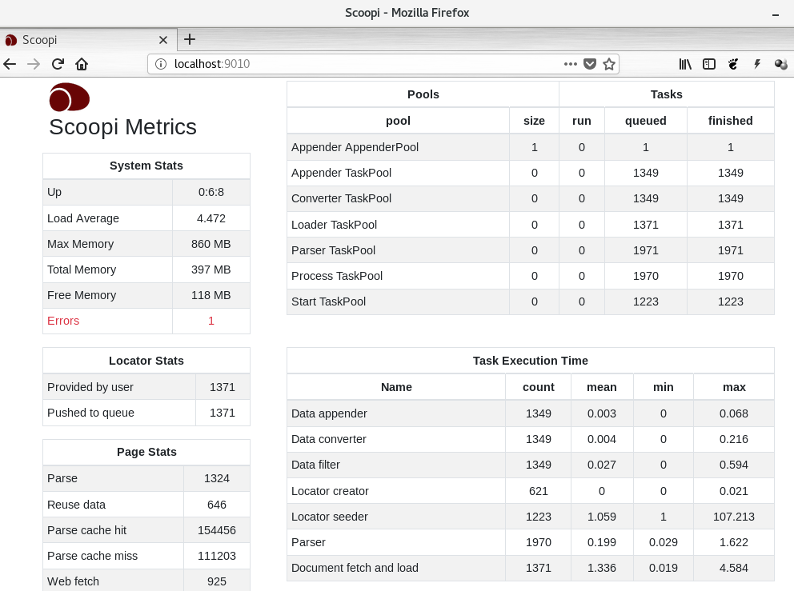 Scoopi - Mozilla Firefox
Scoopi
localhost:9010
Scoopi Metrics
System Stats
Up 0:6:8
Load Average 4.472
Max Memory 860 MB
Total Memory 397 MB
Free Memory 118 MB
Errors 1
Locator Stats
Provided by user 1371
Pushed to queue 1371
Page Stats
Parse 1324
Reuse data 646
Parse cache hit 154456
Parse cache miss 111203
Web fetch 925
Pools Tasks
pool size run queued finished
Appender AppenderPool 1 0 1 1
Appender TaskPool 0 0 1349 1349
Converter TaskPool 0 0 1349 1349
Loader TaskPool 0 0 1371 1371
Parser TaskPool 0 0 1971 1971
Process TaskPool 0 0 1970 1970
Start TaskPool 0 0 1223 1223
Task Execution Time
Name count mean min max
Data appender 1349 0.003 0 0.068
Data converter 1349 0.004 0 0.216
Data filter 1349 0.027 0 0.594
Locator creator 621 0 0 0.021
Locator seeder 1223 1.059 1 107.213
Parser 1970 0.199 0.029 1.622
Document fetch and load 1371 1.336 0.019 4.584